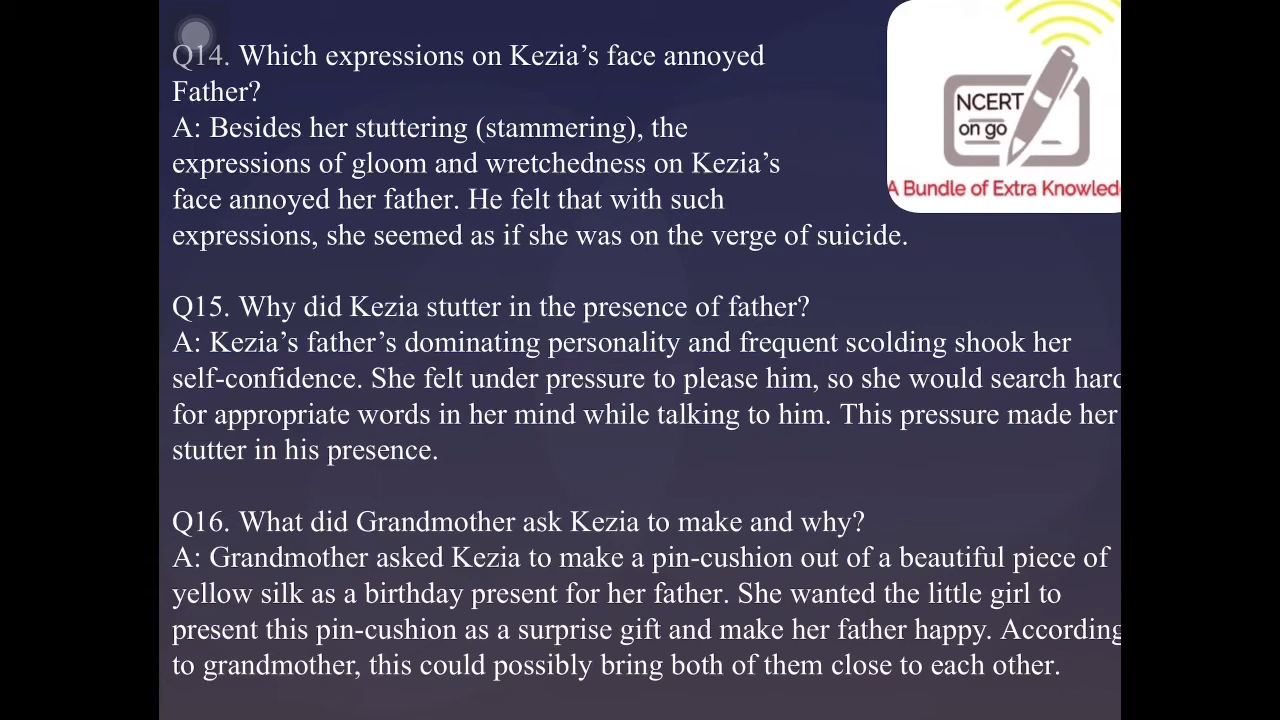 Q14. Which expressions on Kezia’s face annoyed
Father?
A: Besides her stuttering (stammering), the
expressions of gloom and wretchedness on Kezia’s
face annoyed her father. He felt that with such
expressions, she seemed as if she was on the verge of suicide.
NCERT
on go
A Bundle of Extra Knowled
Q15. Why did Kezia stutter in the presence of father?
A: Kezia’s father’s dominating personality and frequent scolding shook her
self-confidence. She felt under pressure to please him, so she would search hard
for appropriate words in her mind while talking to him. This pressure made her
stutter in his presence.
Q16. What did Grandmother ask Kezia to make and why?
A: Grandmother asked Kezia to make a pin-cushion out of a beautiful piece of
yellow silk as a birthday present for her father. She wanted the little girl to
present this pin-cushion as a surprise gift and make her father happy. According
to grandmother, this could possibly bring both of them close to each other.